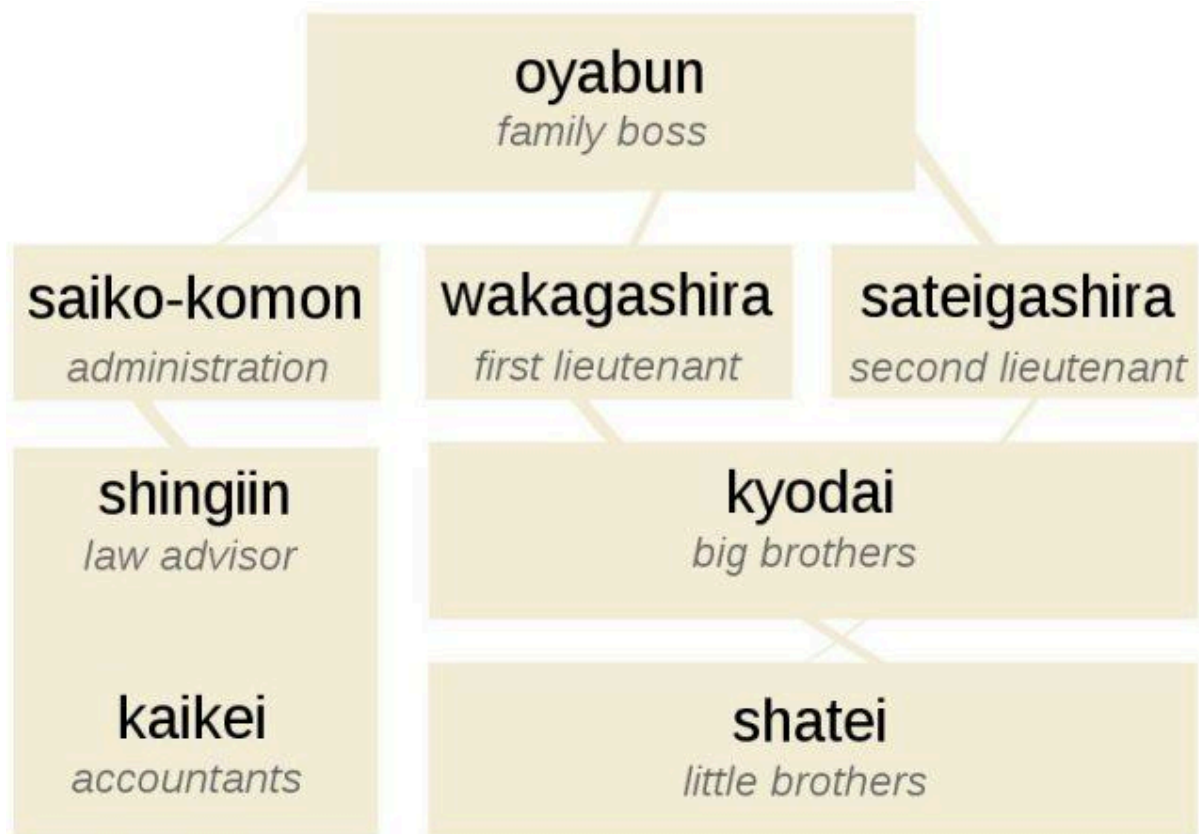 oyabun
family boss
saiko-komon
administration
wakagashira
first lieutenant
sateigashira
second lieutenant
shingiin
law advisor
kaikei
accountants
kyodai
big brothers
shatei
little brothers